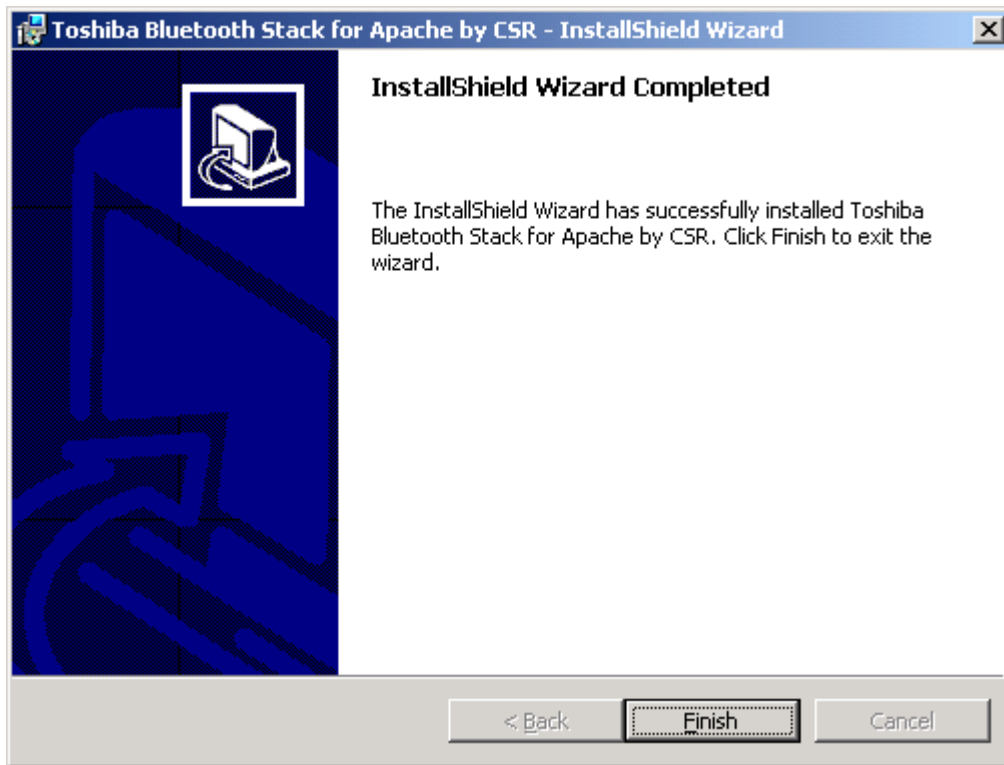 Toshiba Bluetooth Stack for Apache by CSR - InstallShield Wizard
InstallShield Wizard Completed
The InstallShield Wizard has successfully installed Toshiba
Bluetooth Stack for Apache by CSR. Click Finish to exit the
wizard.
< Back
Finish
Cancel